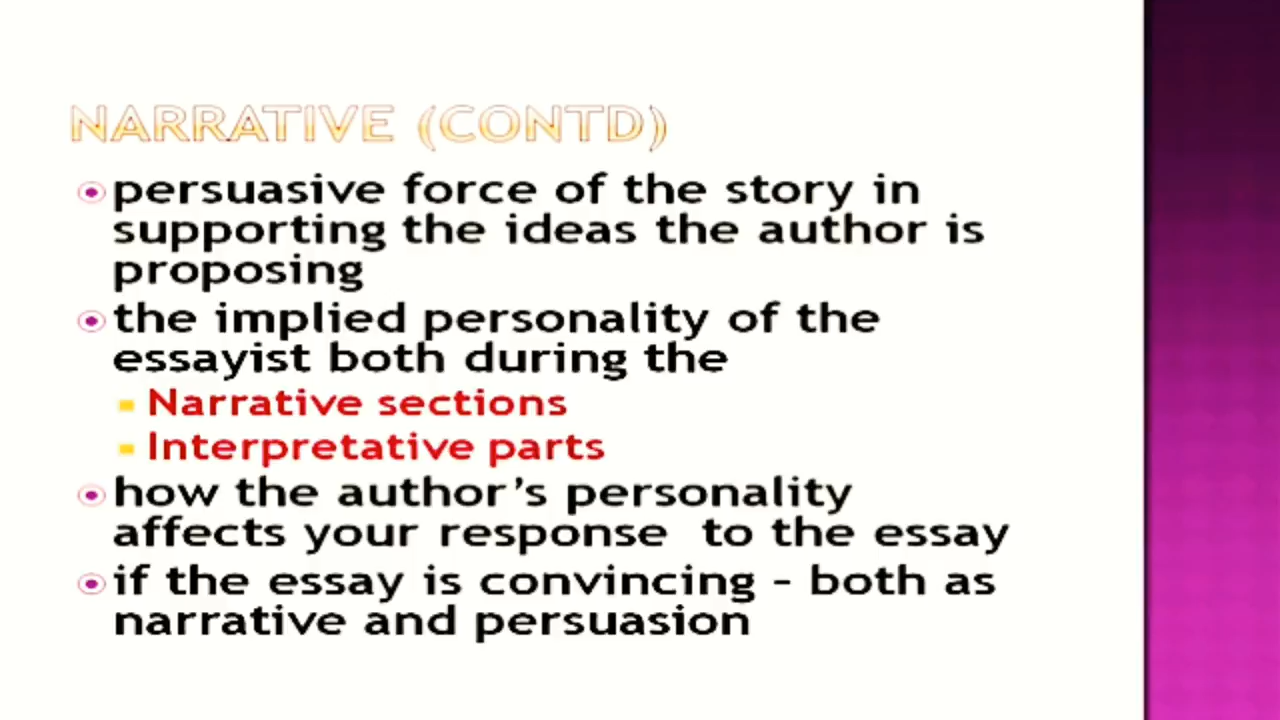 NARRATIVE (CONTD)
persuasive force of the story in
supporting the ideas the author is
proposing
the implied personality of the
essayist both during the
Narrative sections
Interpretative parts
how the author’s personality
affects your response to the essay
if the essay is convincing - both as
narrative and persuasion